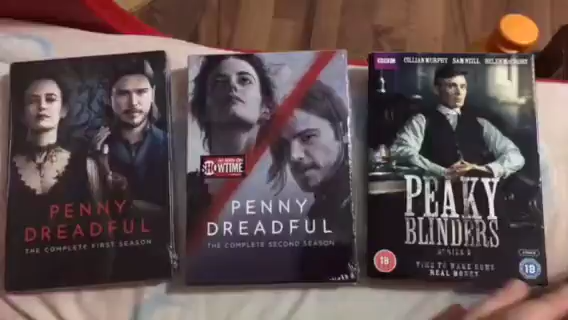 PENNY
DREADFUL
THE COMPLETE FIRST SEASON
SHOWTIME
PENNY
DREADFUL
THE COMPLETE SECOND SEASON
BBC
CILLIAN MURPHY SAM NEILL HELEN McCRORY
PEAKY
BLINDERS
SERIES
TIME TO MAKE SOME
REAL MONEY
18
18